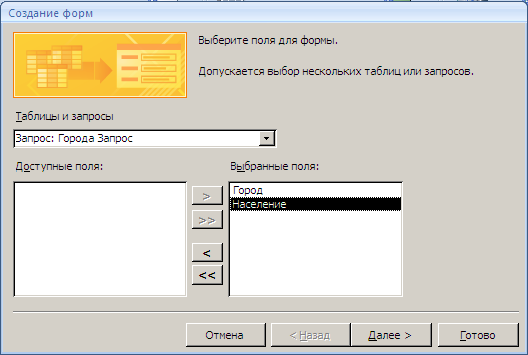 Создание форм
Выберите поля для формы.
Допускается выбор нескольких таблиц или запросов.
Таблицы и запросы
Запрос: Города Запрос
Доступные поля:
Выбранные поля:
Город
Население
>
>>
<
<<
Отмена
< Назад
Далее >
Готово